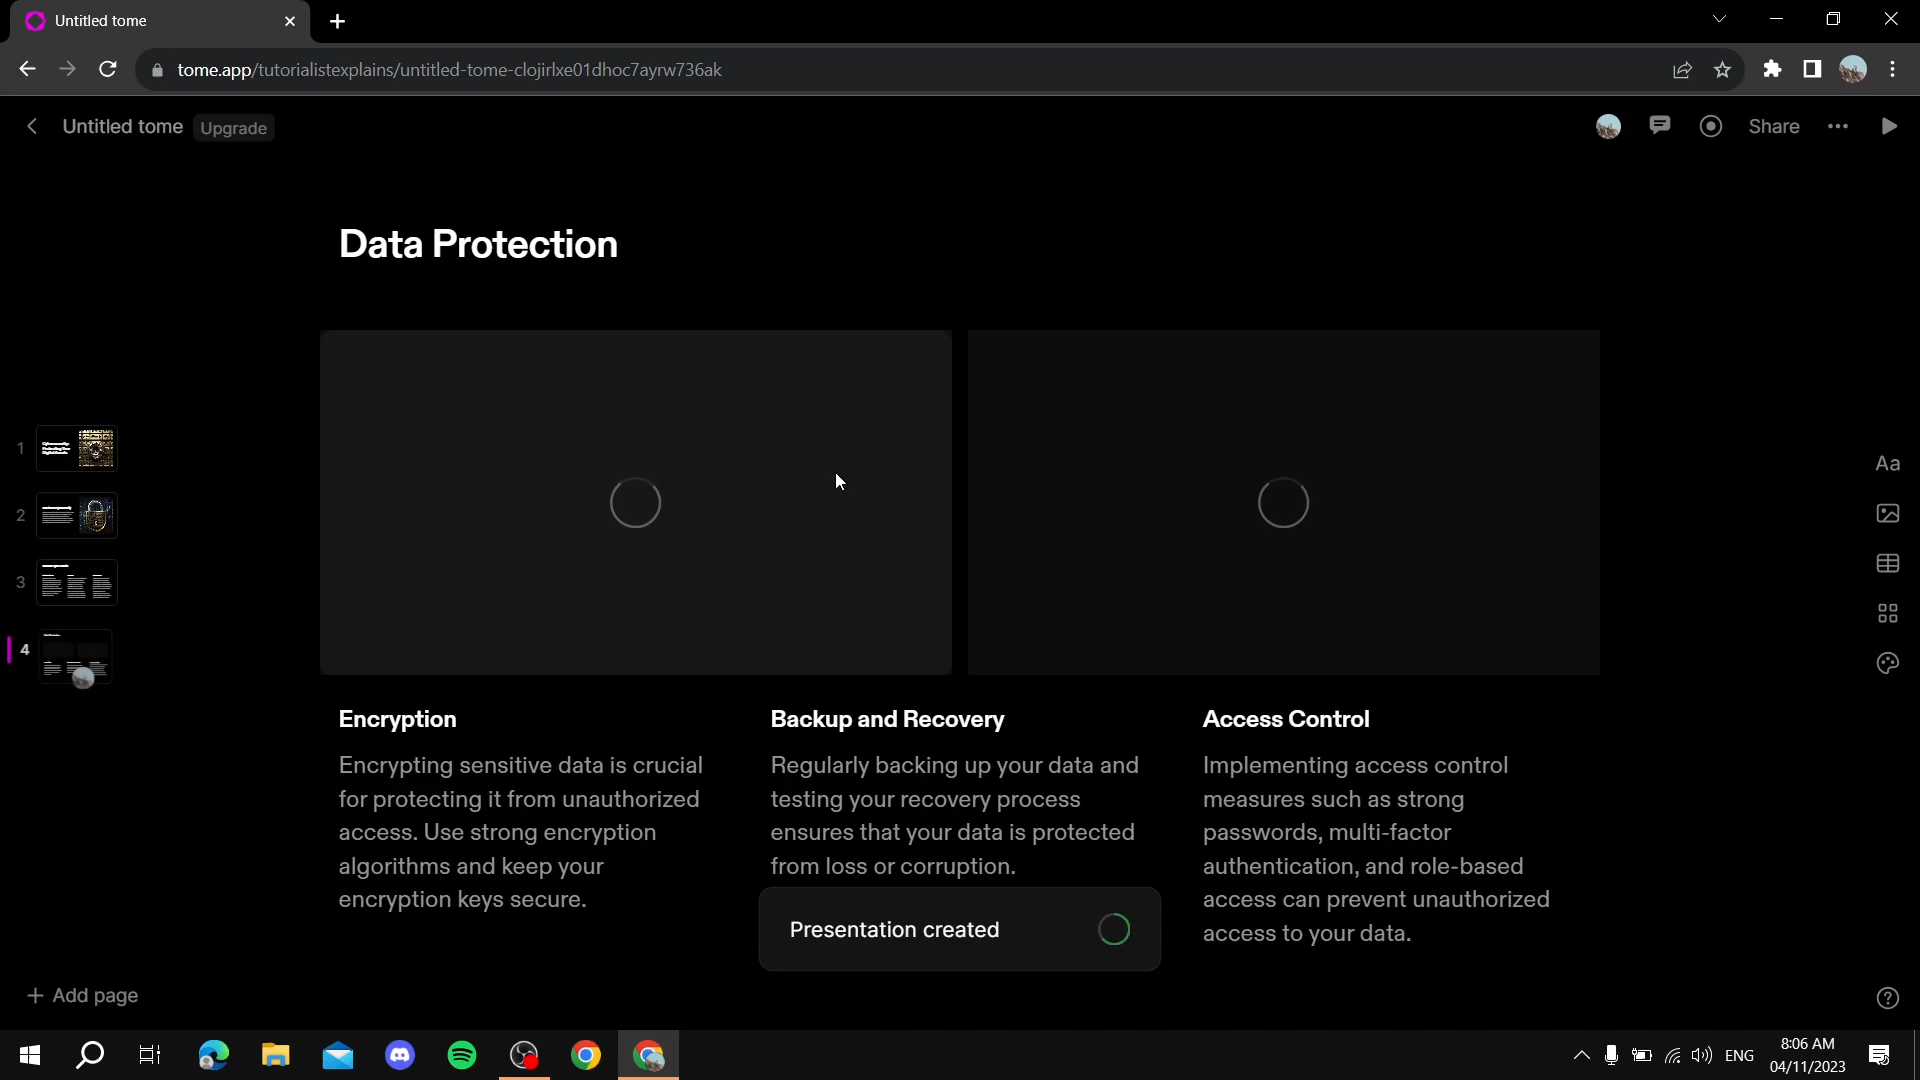 Untitled tome
tome.app/tutorialistexplains/untitled-tome-clojirlxe01dhoc7ayrw736ak
Untitled tome
Upgrade
Share
Data Protection
1
2
3
4
Aa
Encryption
Encrypting sensitive data is crucial
for protecting it from unauthorized
access. Use strong encryption
algorithms and keep your
encryption keys secure.
Backup and Recovery
Regularly backing up your data and
testing your recovery process
ensures that your data is protected
from loss or corruption.
Access Control
Implementing access control
measures such as strong
passwords, multi-factor
authentication, and role-based
access can prevent unauthorized
access to your data.
Presentation created
+ Add page
ENG
8:06 AM
04/11/2023